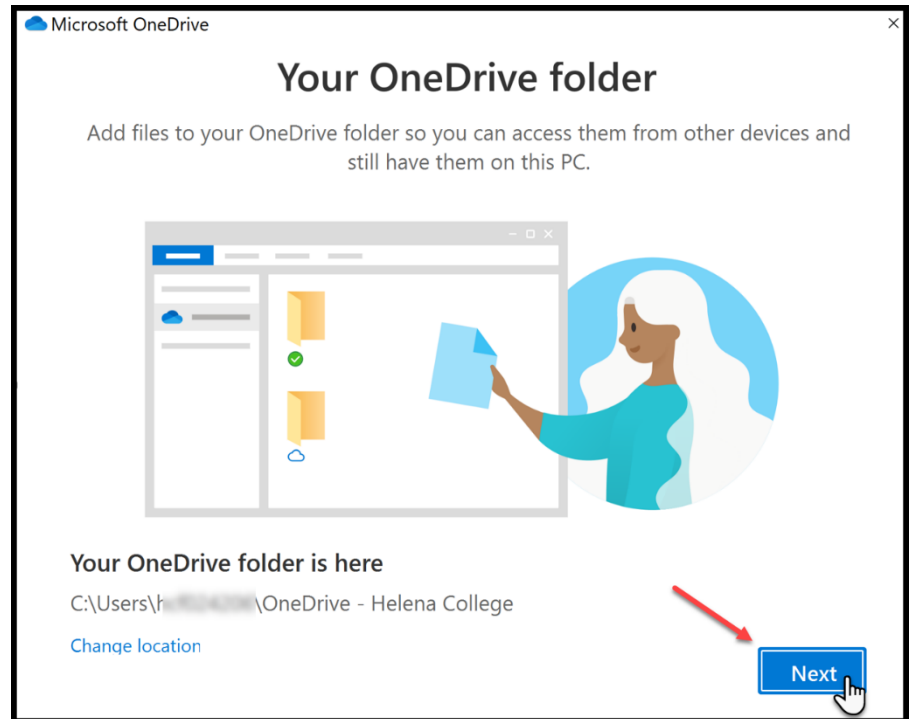 Microsoft OneDrive
Your OneDrive folder
Add files to your OneDrive folder so you can access them from other devices and
still have them on this PC.
Your OneDrive folder is here
C:\Users\ \OneDrive - Helena College
Change location
Next